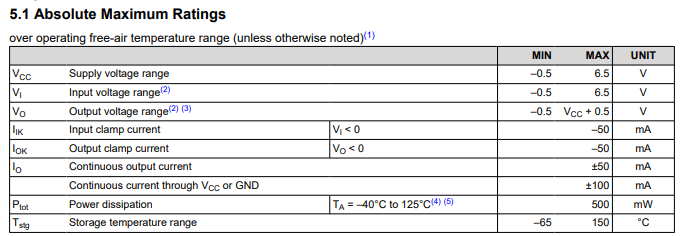 5.1 Absolute Maximum Ratings
over operating free-air temperature range (unless otherwise noted)(1)
MIN MAX UNIT
VCC Supply voltage range –0.5 6.5 V
VI Input voltage range(2) –0.5 6.5 V
VO Output voltage range(2) (3) –0.5 VCC + 0.5 V
IIK Input clamp current VI < 0 –50 mA
IOK Output clamp current VO < 0 –50 mA
IO Continuous output current ±50 mA
Continuous current through VCC or GND ±100 mA
Ptot Power dissipation TA = –40°C to 125°C(4) (5) 500 mW
Tstg Storage temperature range –65 150 °C